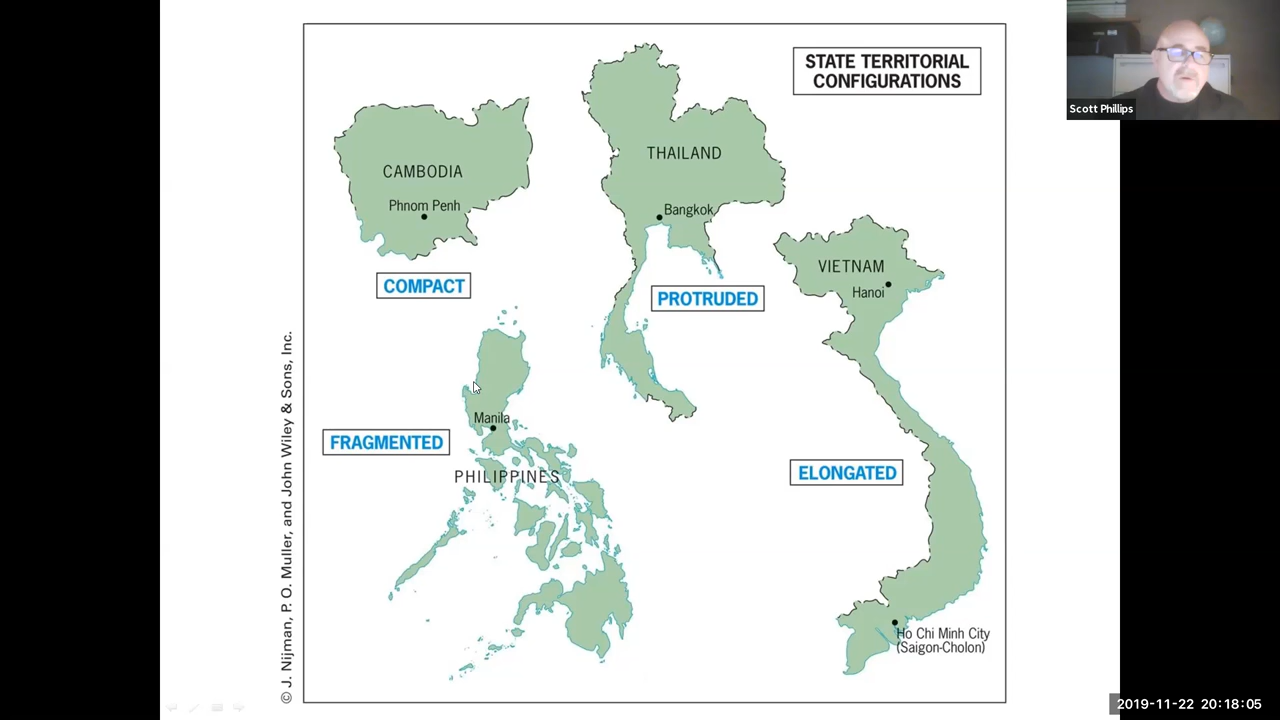 STATE TERRITORIAL
CONFIGURATIONS
Scott Phillips
CAMBODIA
Phnom Penh
COMPACT
THAILAND
Bangkok
PROTRUDED
VIETNAM
Hanoi
Manila
FRAGMENTED
PHILIPPINES
ELONGATED
Ho Chi Minh City
(Saigon-Cholon)
© J. Nijman, P. O. Muller, and John Wiley & Sons, Inc.
2019-11-22 20:18:05